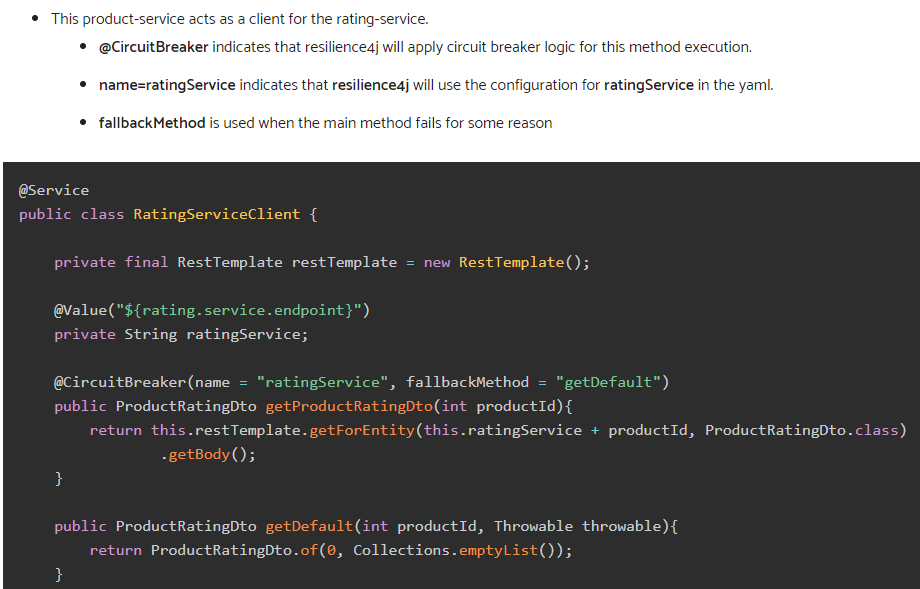 This product-service acts as a client for the rating-service.
@CircuitBreaker indicates that resilience4j will apply circuit breaker logic for this method execution.
name=ratingService indicates that resilience4j will use the configuration for ratingService in the yaml.
fallbackMethod is used when the main method fails for some reason
@Service
public class RatingServiceClient {
private final RestTemplate restTemplate = new RestTemplate();
@Value("${rating.service.endpoint}")
private String ratingService;
@CircuitBreaker(name = "ratingService", fallbackMethod = "getDefault")
public ProductRatingDto getProductRatingDto(int productId){
return this.restTemplate.getForEntity(this.ratingService + productId, ProductRatingDto.class)
.getBody();
}
public ProductRatingDto getDefault(int productId, Throwable throwable){
return ProductRatingDto.of(0, Collections.emptyList());
}